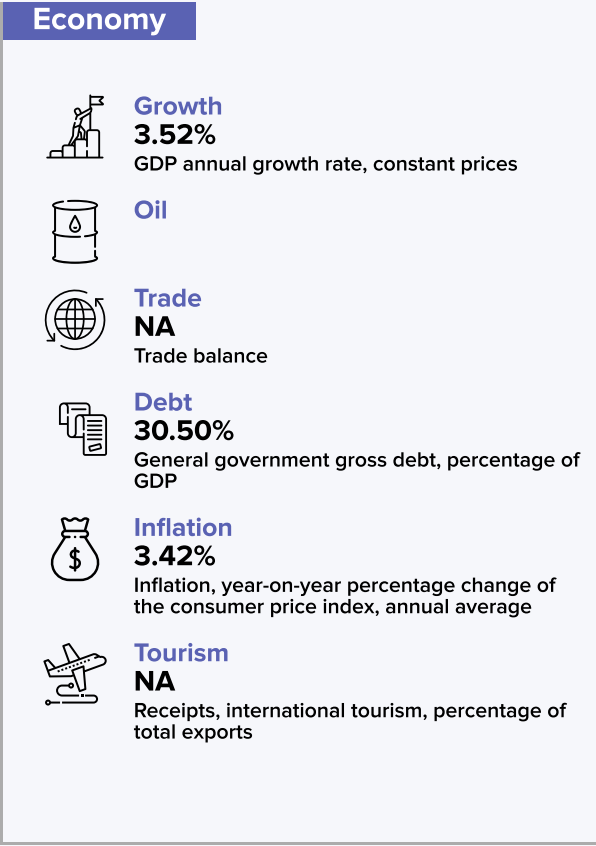 Economy
Growth
3.52%
GDP annual growth rate, constant prices
Oil
Trade
NA
Trade balance
Debt
30.50%
General government gross debt, percentage of
GDP
Inflation
3.42%
Inflation, year-on-year percentage change of
the consumer price index, annual average
Tourism
NA
Receipts, international tourism, percentage of
total exports